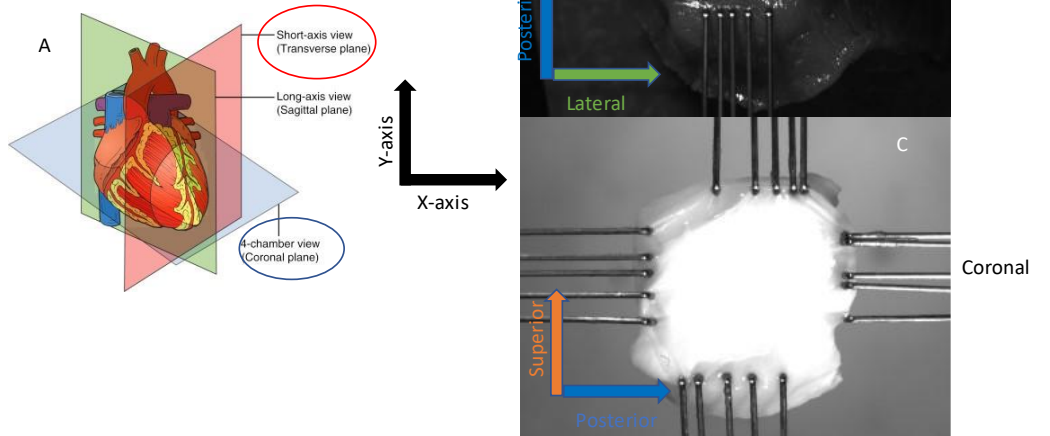 A
Short-axis view
(Transverse plane)
Long-axis view
(Sagittal plane)
4-chamber view
(Coronal plane)
Y-axis
X-axis
Lateral
C
Superior
Posterior
Coronal